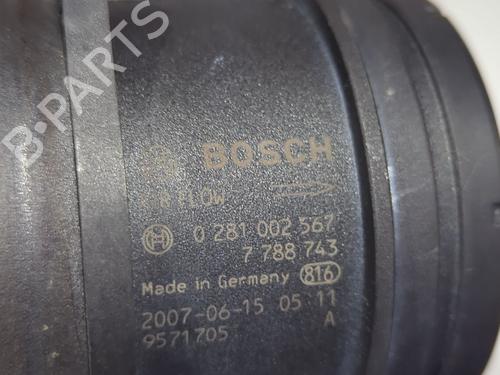 B-PARTS
BOSCH
FLOW
0 281 002 567
7 788 743
Made in Germany 816
2007-06-15 05 11
9571705 A